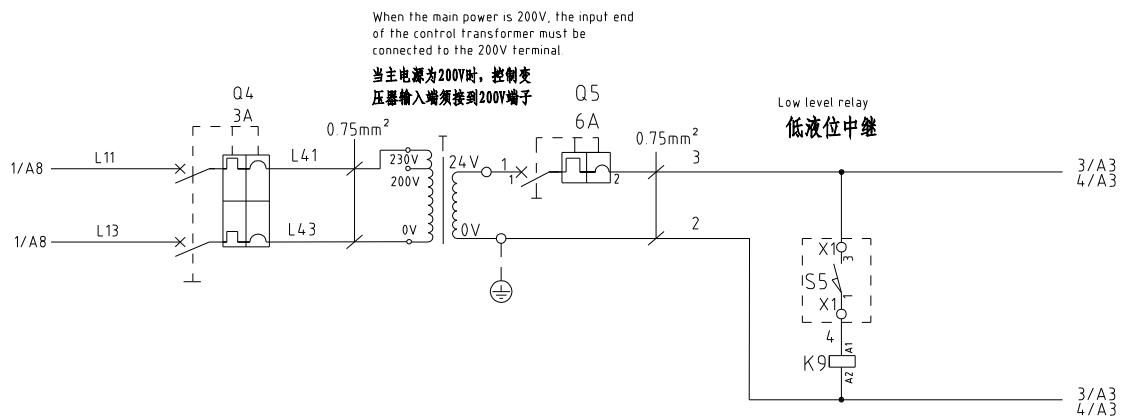 When the main power is 200V, the input end
of the control transformer must be
connected to the 200V terminal.
当主电源为200V时，控制变
压器输入端须接到200V端子
Q4
3A
Q5
6A
Low level relay
低液位中继
0.75mm²
0.75mm²
1/A8
L11
L41
230V
200V
24V
1
1
2
3
3/A3
4/A3
1/A8
L13
L43
0V
0V
2
X1
3
S5
1
X1
4
A1
K9
A2
3/A3
4/A3